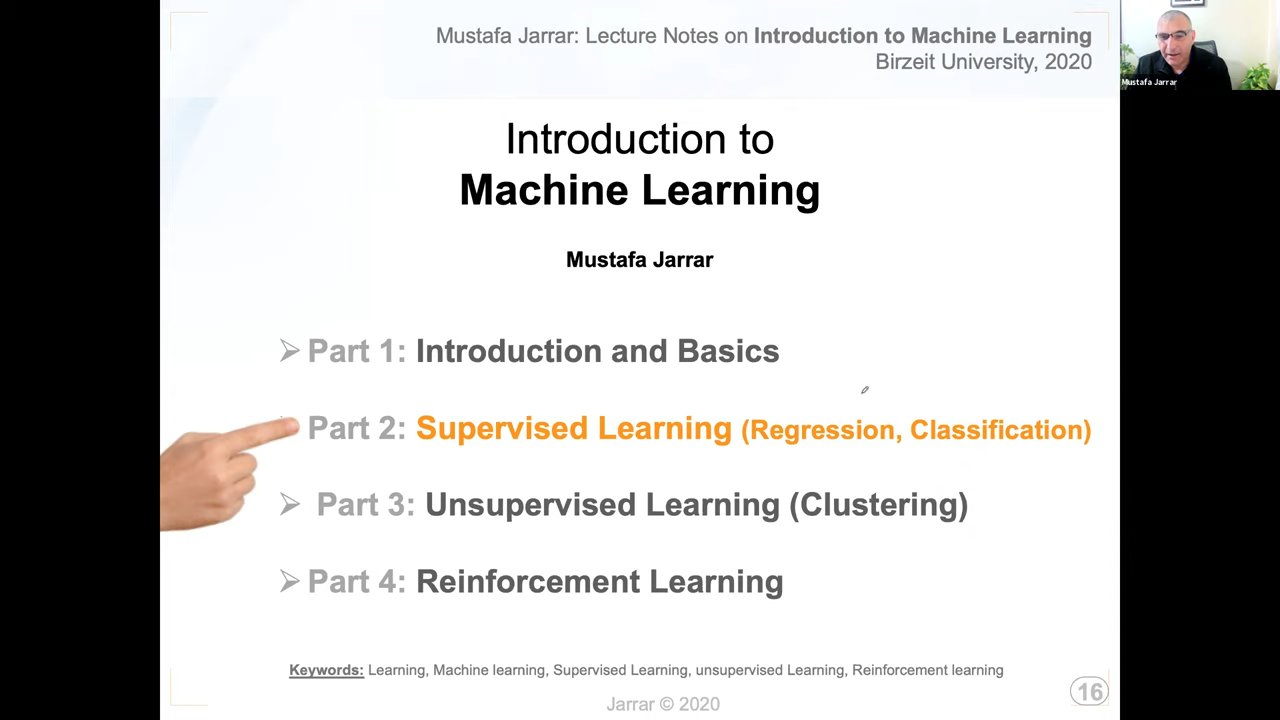 Mustafa Jarrar: Lecture Notes on Introduction to Machine Learning
Birzeit University, 2020
Mustafa Jarrar
Introduction to
Machine Learning
Mustafa Jarrar
Part 1: Introduction and Basics
Part 2: Supervised Learning (Regression, Classification)
Part 3: Unsupervised Learning (Clustering)
Part 4: Reinforcement Learning
Keywords: Learning, Machine learning, Supervised Learning, unsupervised Learning, Reinforcement learning
Jarrar © 2020
16